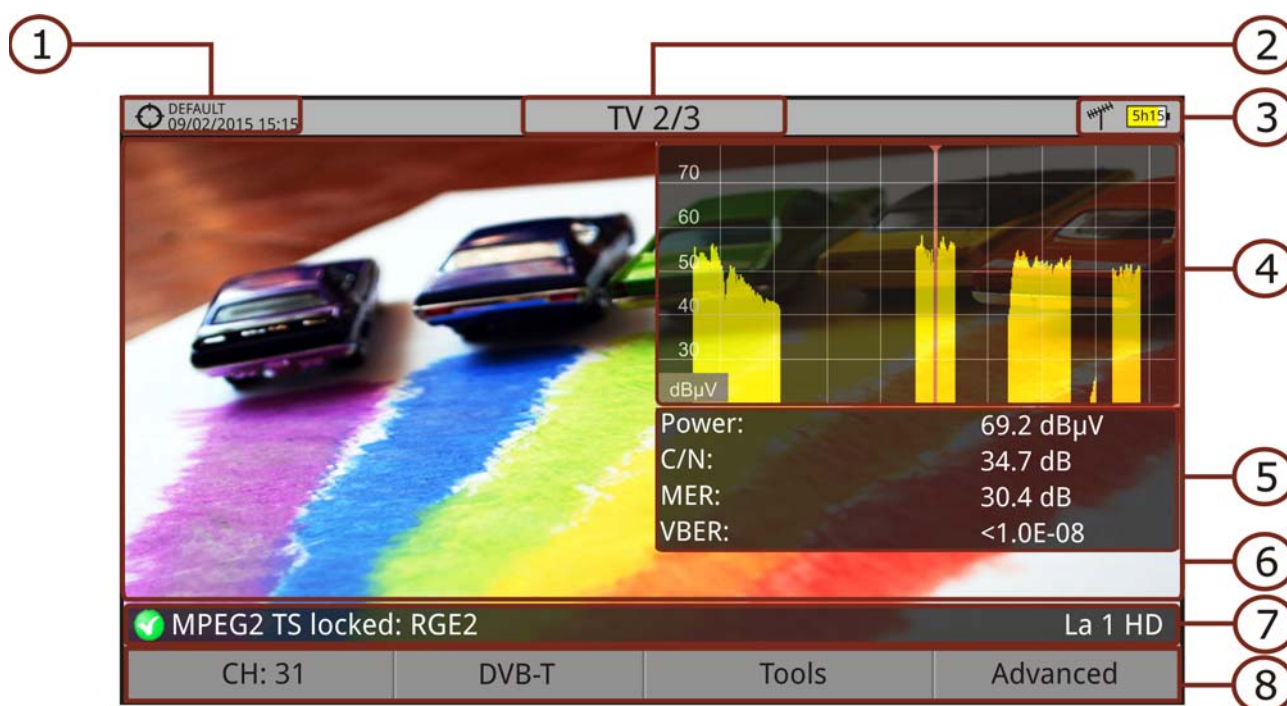 1
2
DEFAULT
09/02/2015 15:15
TV 2/3
5h15
3
70
60
50
40
30
dBµV
4
Power: 69.2 dBµV
C/N: 34.7 dB
MER: 30.4 dB
VBER: <1.0E-08
5
6
MPEG2 TS locked: RGE2 La 1 HD
7
CH: 31 DVB-T Tools Advanced
8